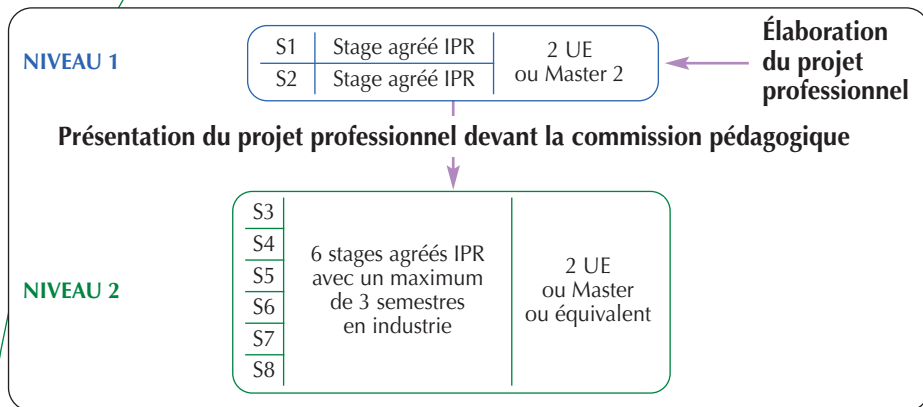 NIVEAU 1
S1
Stage agréé IPR
S2
Stage agréé IPR
2 UE
ou Master 2
Élaboration
du projet
professionnel
Présentation du projet professionnel devant la commission pédagogique
NIVEAU 2
S3
S4
S5
S6
S7
S8
6 stages agréés IPR
avec un maximum
de 3 semestres
en industrie
2 UE
ou Master
ou équivalent